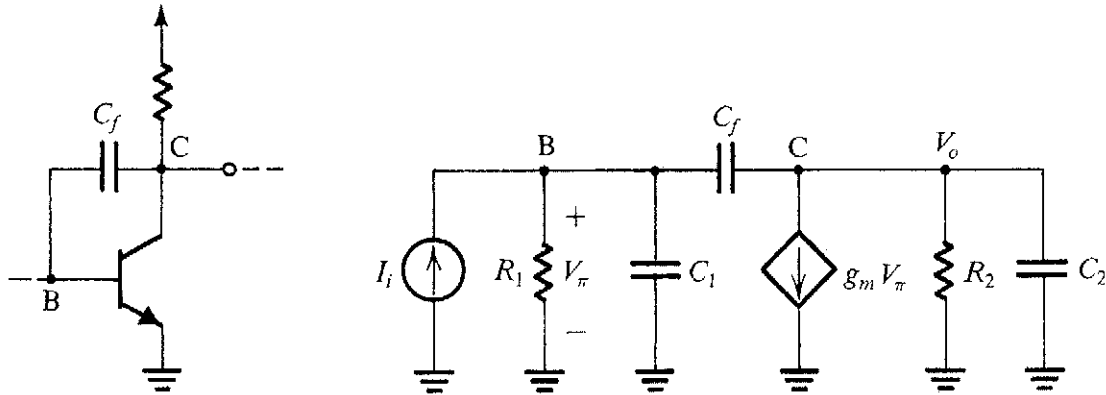 C_f
C
B
C_f
B
C
V_o
+
I_i
R_1
V_π
−
C_1
g_m V_π
R_2
C_2